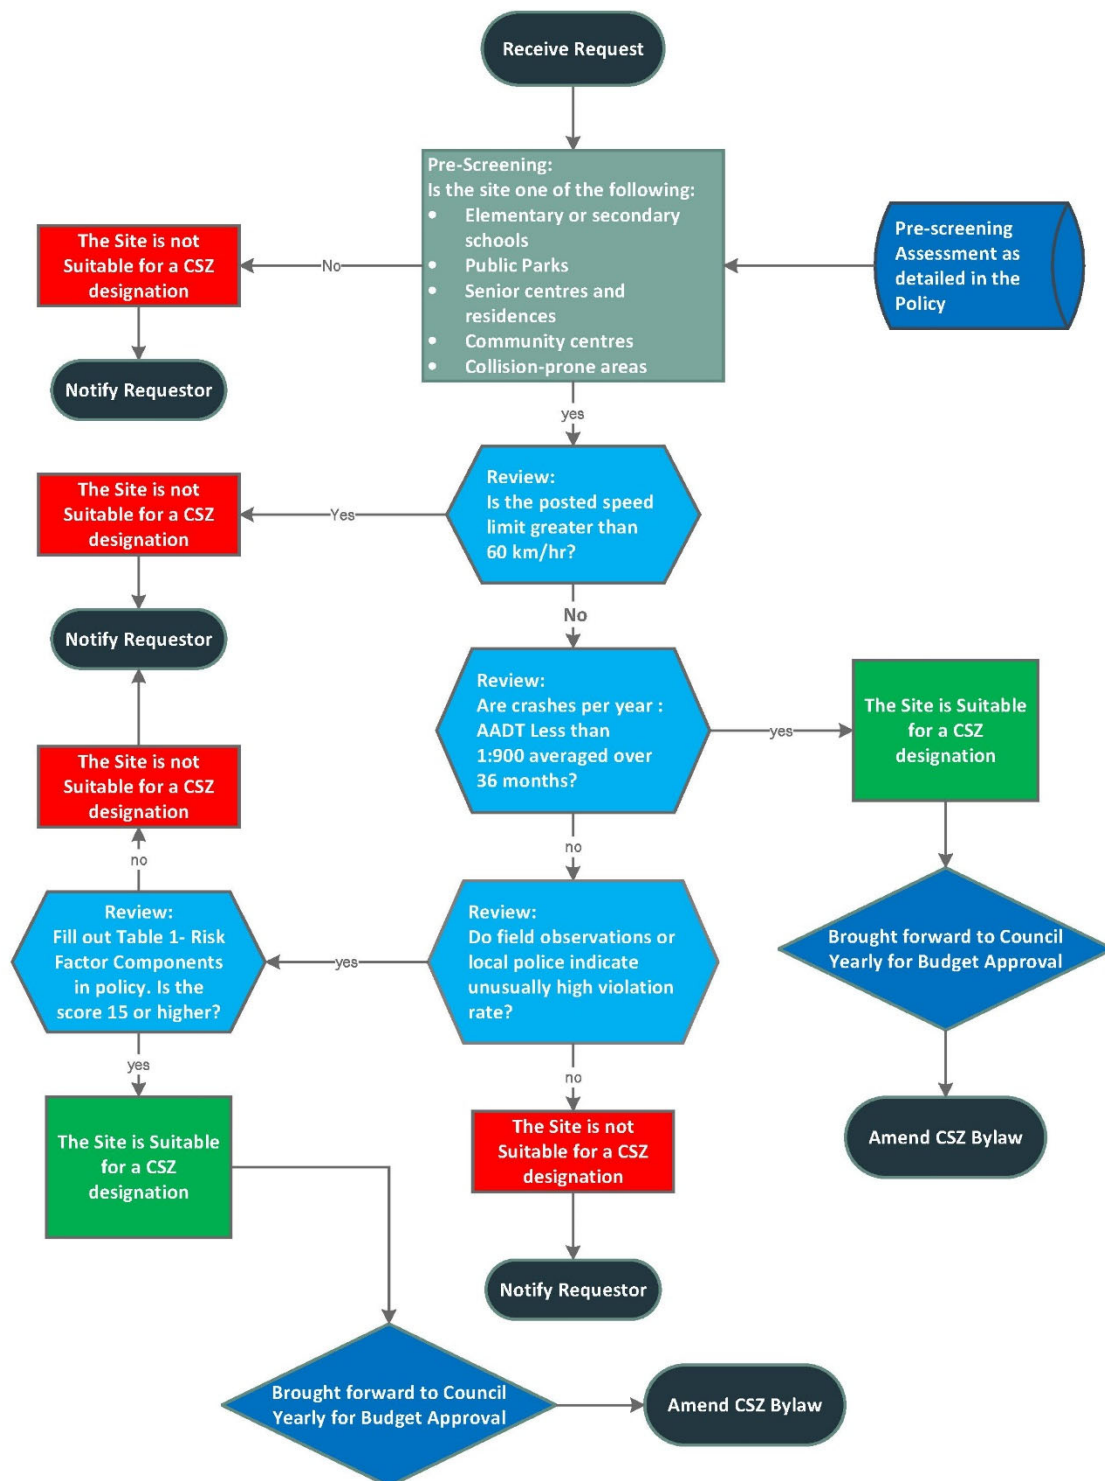 Receive Request
Pre-Screening:
Is the site one of the following:
• Elementary or secondary
schools
• Public Parks
• Senior centres and
residences
• Community centres
• Collision-prone areas
Pre-screening
Assessment as
detailed in the
Policy
No
The Site is not
Suitable for a CSZ
designation
Notify Requestor
yes
Review:
Is the posted speed
limit greater than
60 km/hr?
Yes
The Site is not
Suitable for a CSZ
designation
Notify Requestor
No
Review:
Are crashes per year :
AADT Less than
1:900 averaged over
36 months?
yes
The Site is Suitable
for a CSZ
designation
Brought forward to Council
Yearly for Budget Approval
Amend CSZ Bylaw
no
Review:
Do field observations or
local police indicate
unusually high violation
rate?
yes
Review:
Fill out Table 1- Risk
Factor Components
in policy. Is the
score 15 or higher?
no
The Site is not
Suitable for a CSZ
designation
yes
The Site is Suitable
for a CSZ
designation
no
The Site is not
Suitable for a CSZ
designation
Notify Requestor
Brought forward to Council
Yearly for Budget Approval
Amend CSZ Bylaw